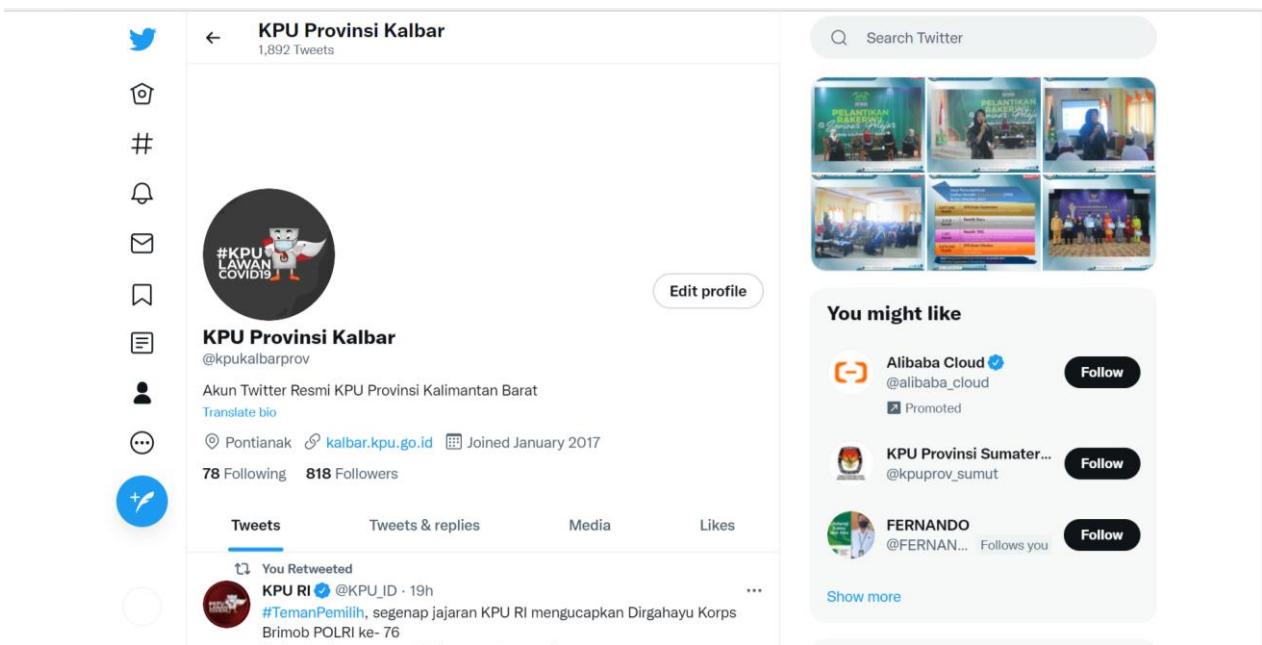 KPU Provinsi Kalbar
1,892 Tweets
Search Twitter
PELANTIKAN
RAKERWIL
Seminar Pelajar
#KPU
LAWAN
COVID19
Edit profile
KPU Provinsi Kalbar
@kpukalbarprov
Akun Twitter Resmi KPU Provinsi Kalimantan Barat
Translate bio
Pontianak kalbar.kpu.go.id Joined January 2017
78 Following 818 Followers
Tweets Tweets & replies Media Likes
You Retweeted
KPU RI @KPU_ID · 19h
#TemanPemilih, segenap jajaran KPU RI mengucapkan Dirgahayu Korps
Brimob POLRI ke- 76
You might like
Alibaba Cloud
@alibaba_cloud
Promoted
Follow
KPU Provinsi Sumater...
@kpuprov_sumut
Follow
FERNANDO
@FERNAN... Follows you
Follow
Show more